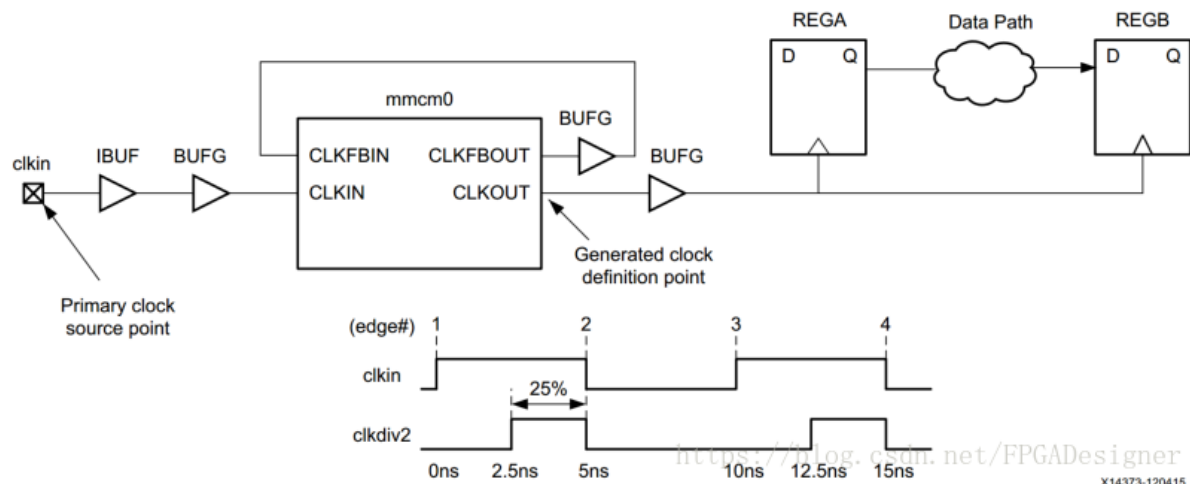 REGA
Data Path
REGB
D Q
D Q
mmcm0
BUFG
clkin
IBUF
BUFG
CLKFBIN
CLKFBOUT
BUFG
CLKIN
CLKOUT
Generated clock
definition point
Primary clock
source point
(edge#) 1 2 3 4
clkin
25%
clkdiv2
0ns 2.5ns 5ns 10ns 12.5ns 15ns
https://blog.csdn.net/FPGADesigner
X14373-120415